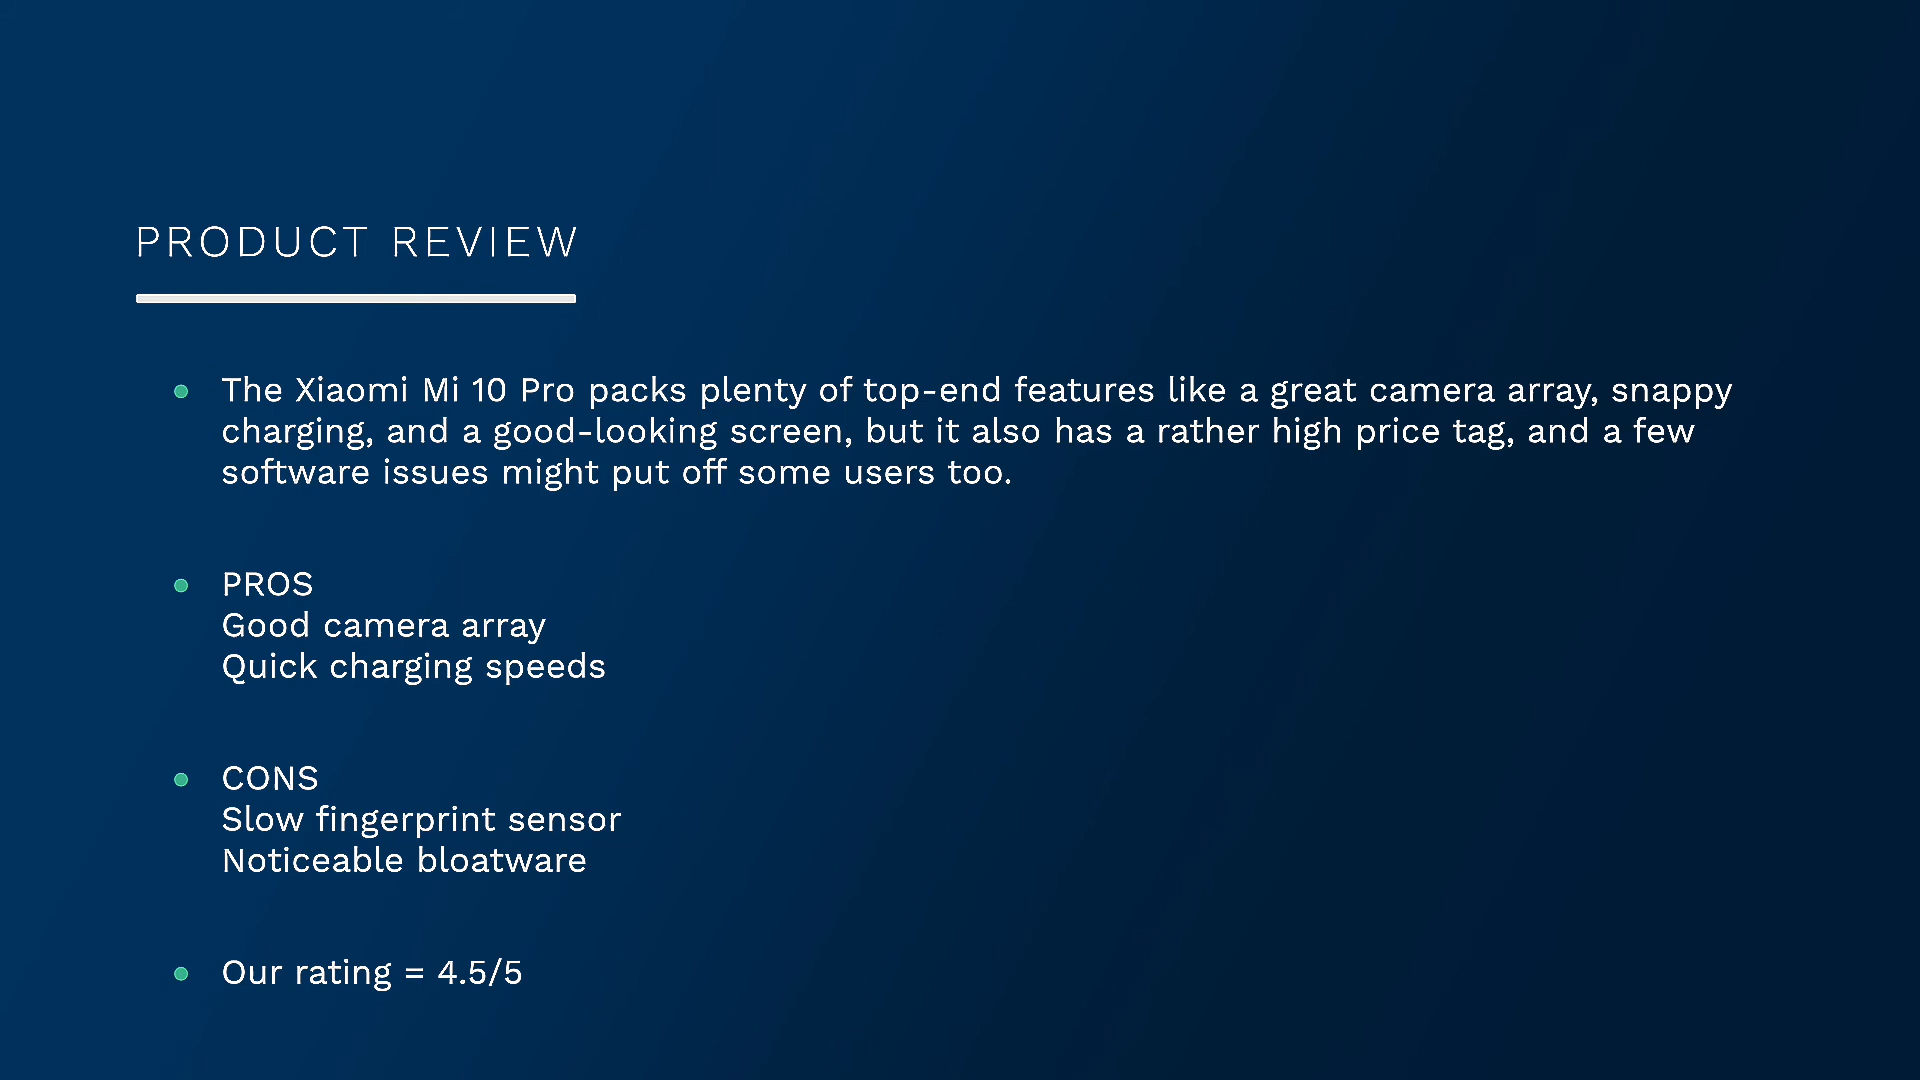 PRODUCT REVIEW
The Xiaomi Mi 10 Pro packs plenty of top-end features like a great camera array, snappy
charging, and a good-looking screen, but it also has a rather high price tag, and a few
software issues might put off some users too.
PROS
Good camera array
Quick charging speeds
CONS
Slow fingerprint sensor
Noticeable bloatware
Our rating = 4.5/5